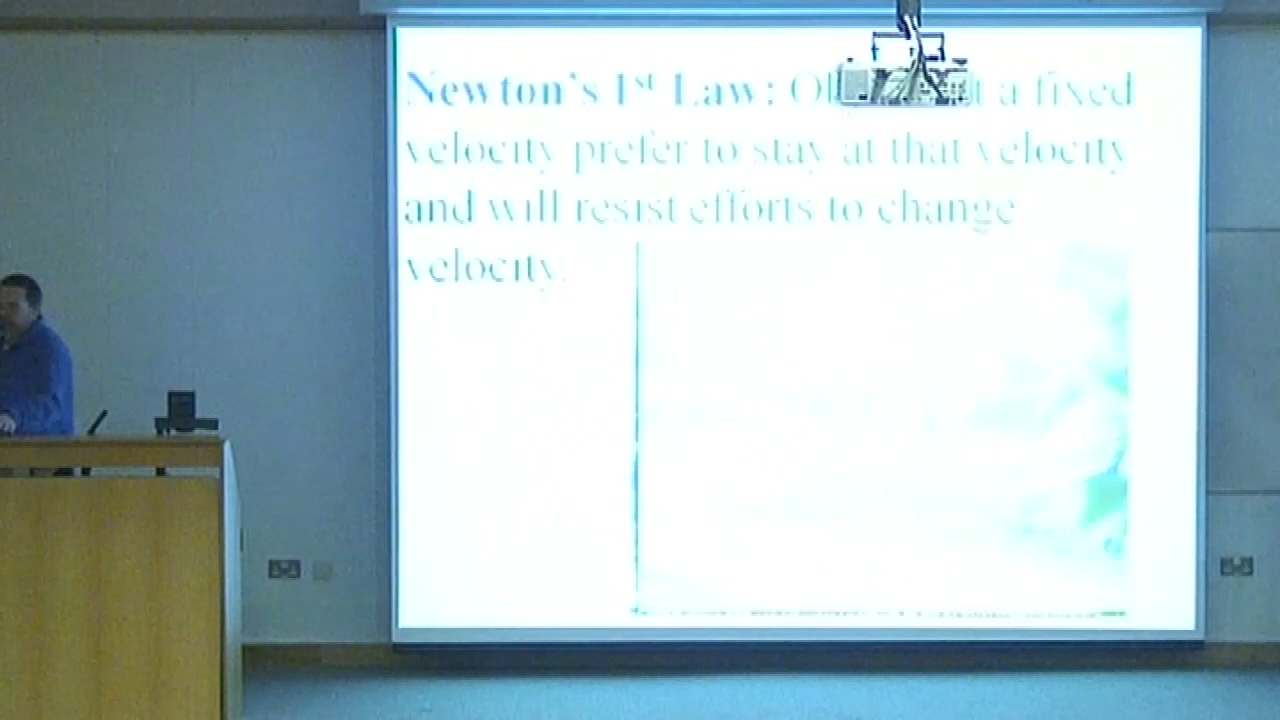 Newton's 1st Law: a fixed
velocity prefer to stay at that velocity
and will resist efforts to change
velocity.